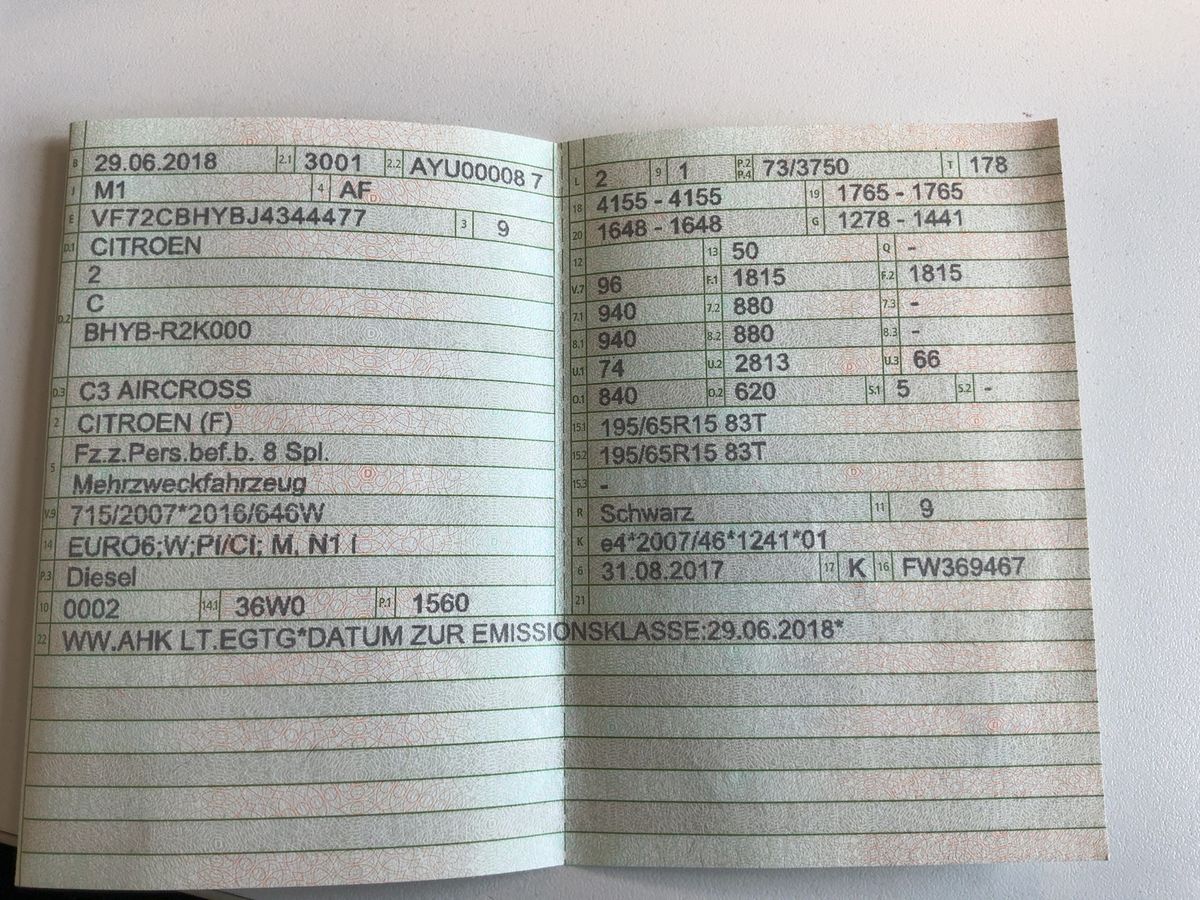 B 29.06.2018 2.1 3001 2.2 AYU00008 7
J M1 4 AF
E VF72CBHYBJ4344477 3 9
D.1 CITROEN
2
D.2 C
BHYB-R2K000
D.3 C3 AIRCROSS
2 CITROEN (F)
5 Fz.z.Pers.bef.b. 8 Spl.
Mehrzweckfahrzeug
V.9 715/2007*2016/646W
14 EURO6;W;PI/CI; M, N1 I
P.3 Diesel
10 0002 14.1 36W0 P.1 1560
L 2 9 1 P.2 P.4 73/3750 T 178
18 4155 - 4155 19 1765 - 1765
20 1648 - 1648 G 1278 - 1441
12 13 50 Q -
V.7 96 F.1 1815 F.2 1815
7.1 940 7.2 880 7.3 -
8.1 940 8.2 880 8.3 -
U.1 74 U.2 2813 U.3 66
O.1 840 O.2 620 S.1 5 S.2 -
15.1 195/65R15 83T
15.2 195/65R15 83T
15.3 -
R Schwarz 11 9
K e4*2007/46*1241*01
6 31.08.2017 17 K 16 FW369467
21
22 WW.AHK LT.EGTG*DATUM ZUR EMISSIONSKLASSE:29.06.2018*